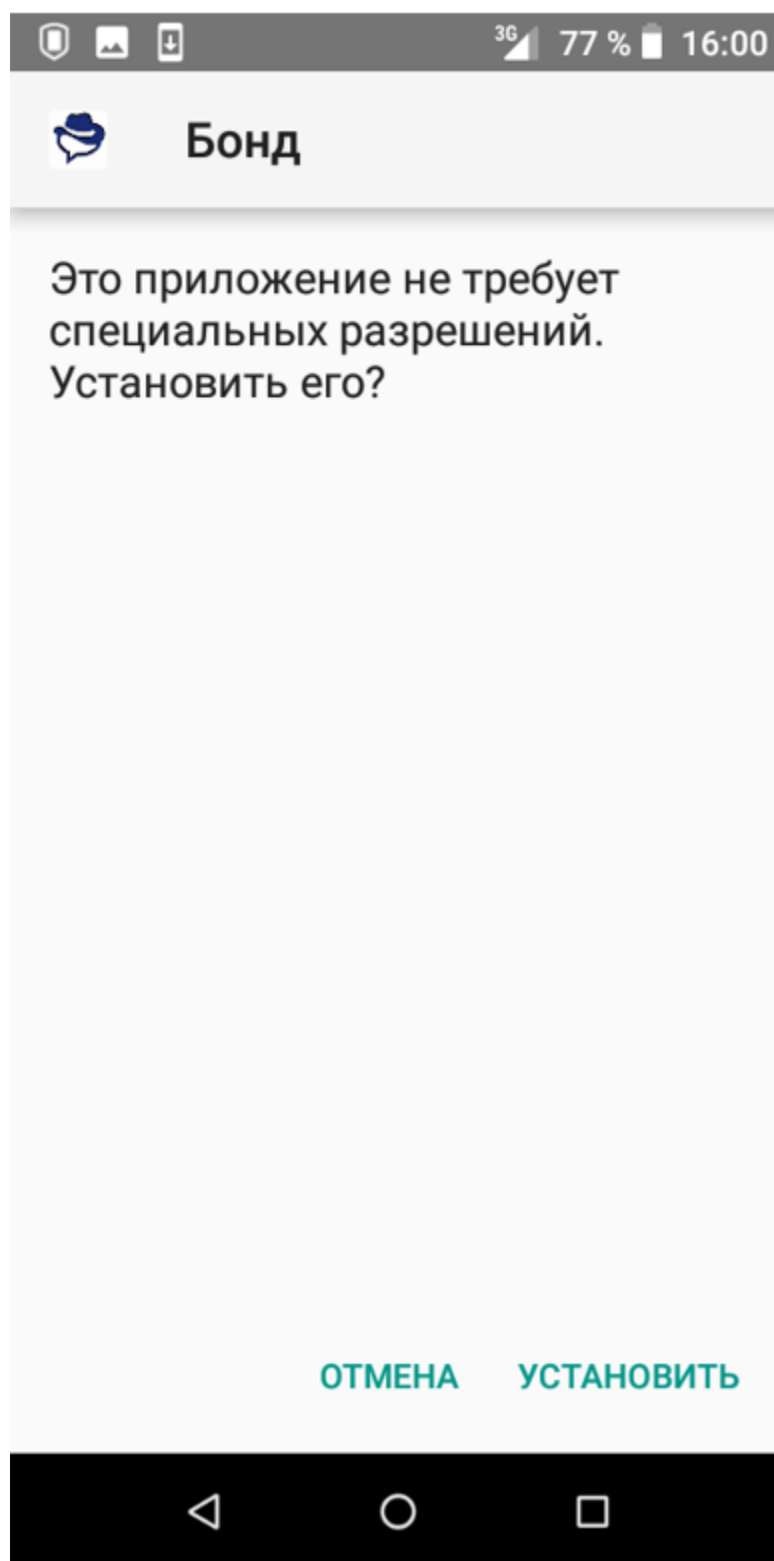 3G 77 % 16:00
Бонд
Это приложение не требует
специальных разрешений.
Установить его?
ОТМЕНА УСТАНОВИТЬ